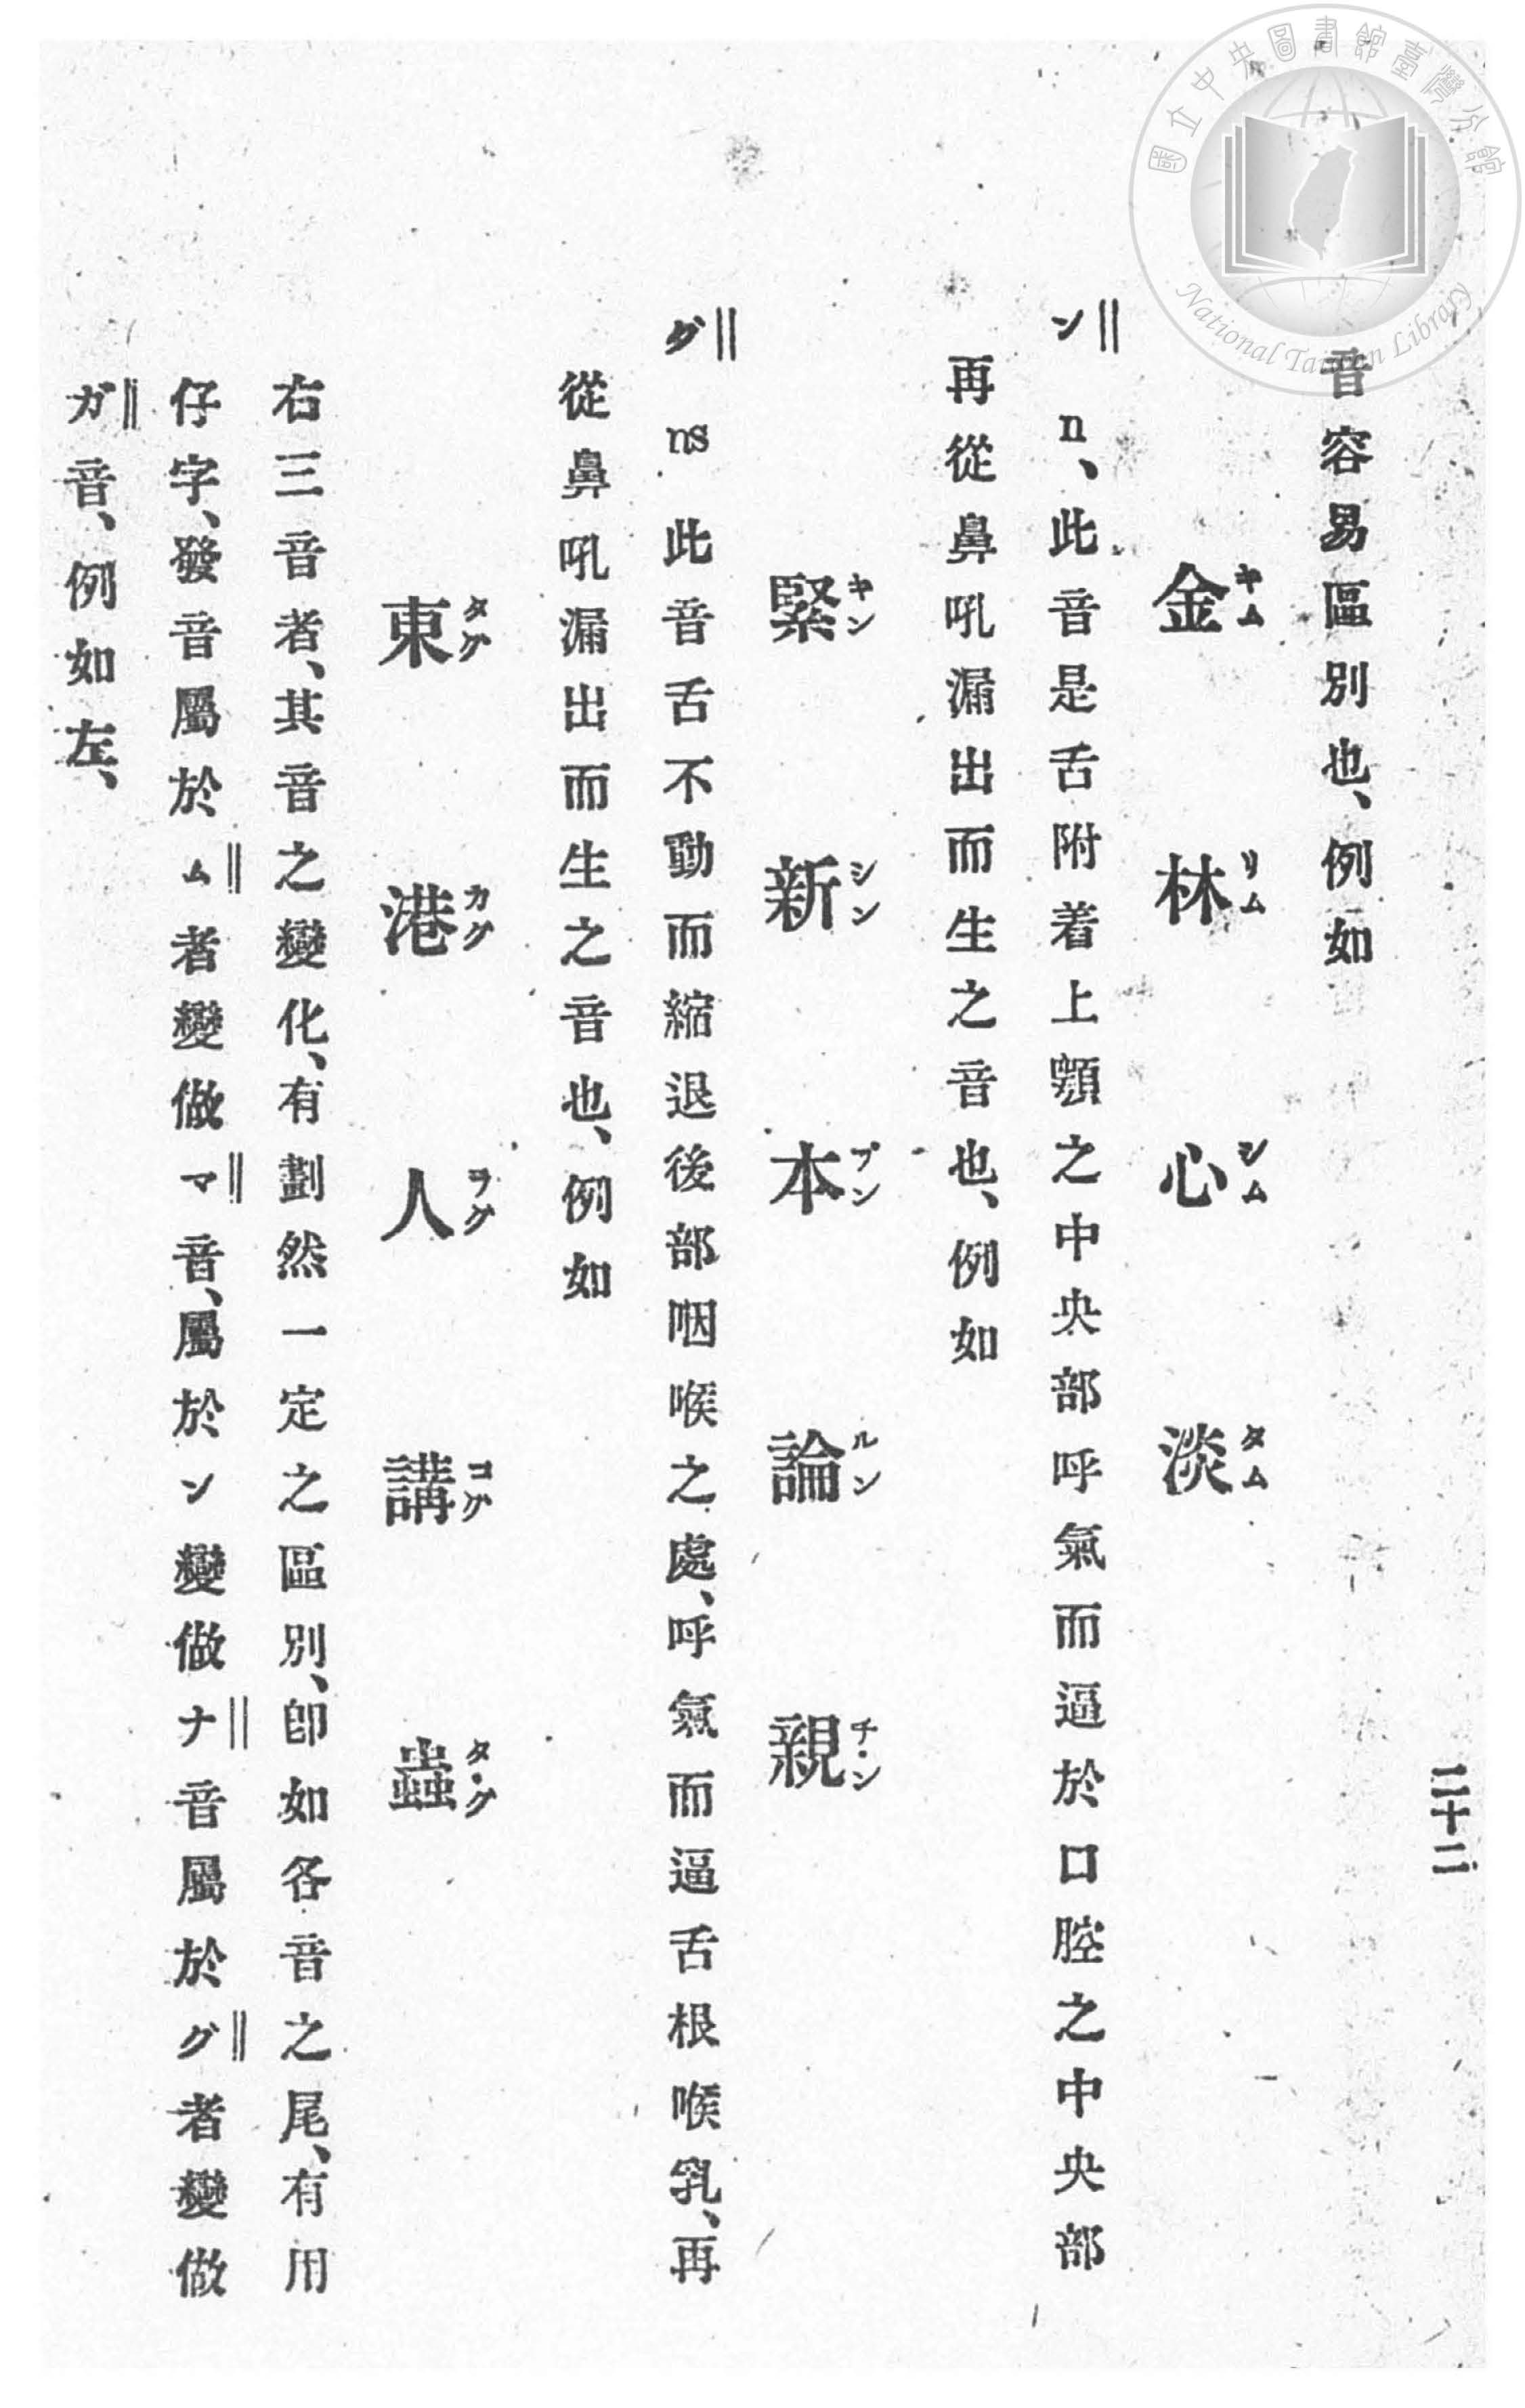 國立中央圖書館臺灣分館
National Taiwan Library
二十二
音容易區別也、例如
金キム 林リム 心シム 淡タム
ン n、此音是舌附着上顎之中央部呼氣而逼於口腔之中央部
再從鼻吼漏出而生之音也、例如
緊キン 新シン 本プン 論ルン 親チ・ン
グ ns 此音舌不動而縮退後部咽喉之處、呼氣而逼舌根喉乳、再
從鼻吼漏出而生之音也、例如
東タグ 港カグ 人ラグ 講コグ 蟲タ・グ
右三音者、其音之變化、有劃然一定之區別、卽如各音之尾、有用
仔字、發音屬於ム者變做マ音、屬於ン變做ナ音屬於グ者變做
ガ音、例如左、